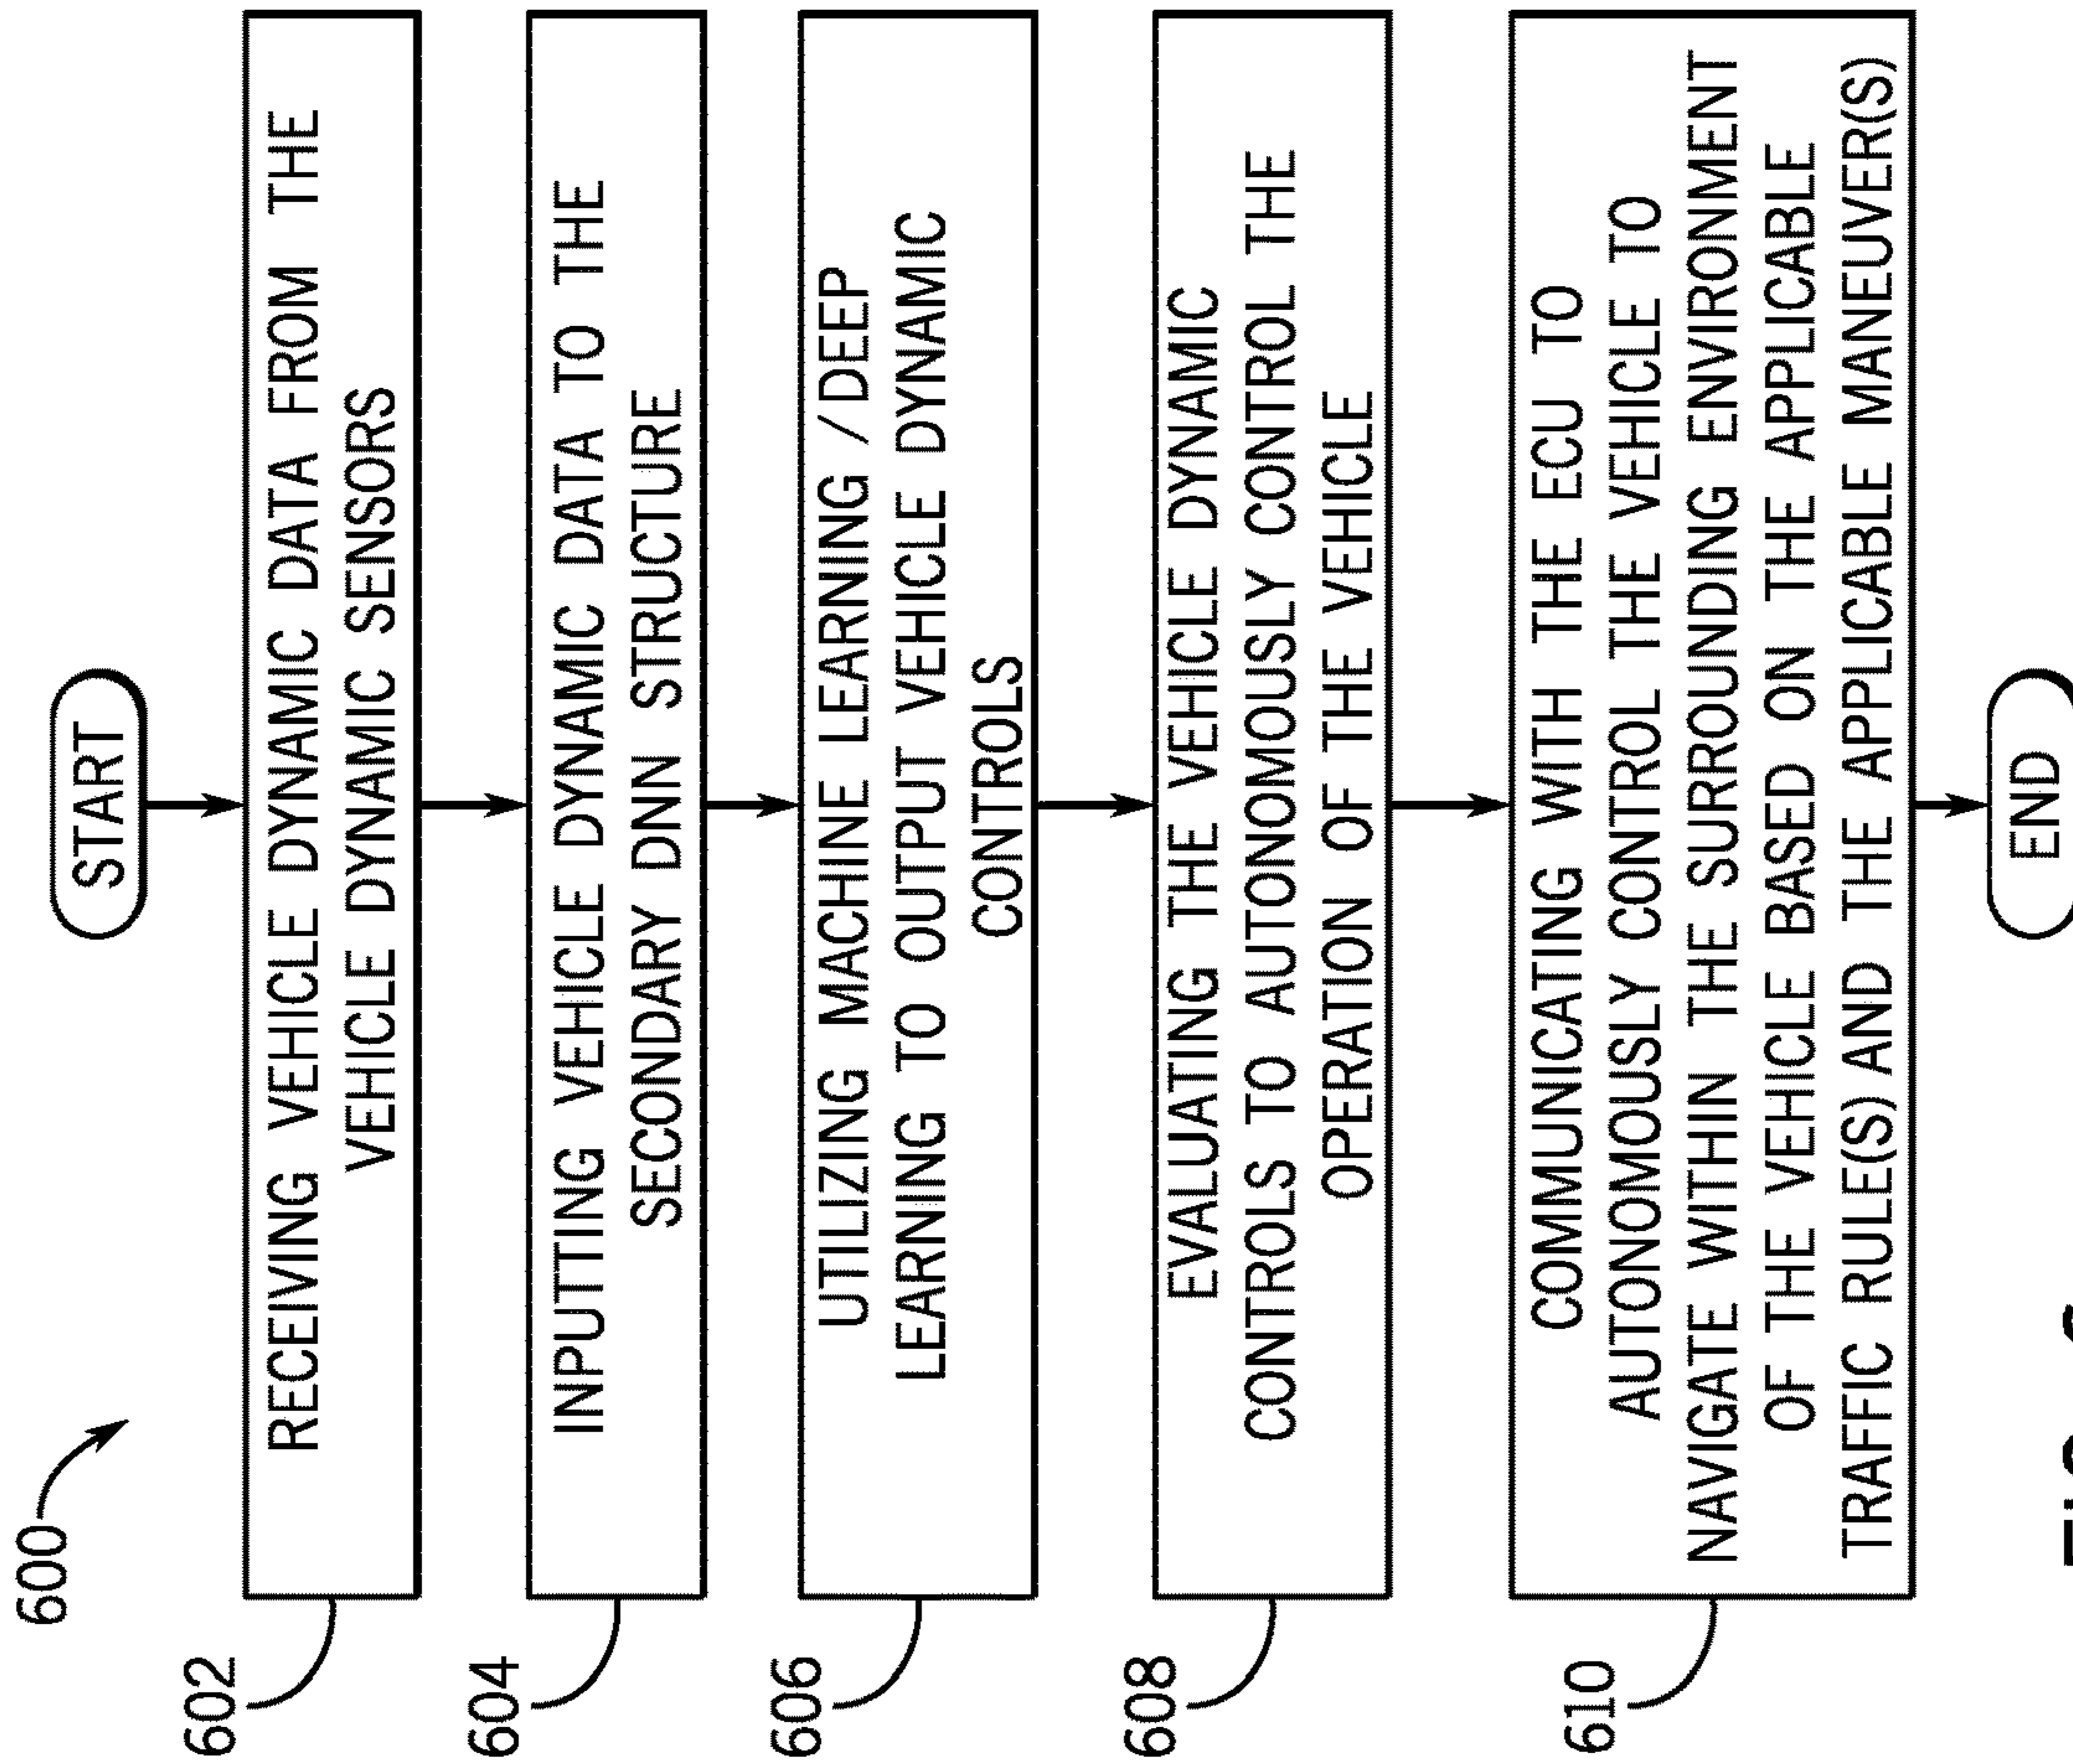 600
START
602
RECEIVING VEHICLE DYNAMIC DATA FROM THE
VEHICLE DYNAMIC SENSORS
604
INPUTTING VEHICLE DYNAMIC DATA TO THE
SECONDARY DNN STRUCTURE
606
UTILIZING MACHINE LEARNING /DEEP
LEARNING TO OUTPUT VEHICLE DYNAMIC
CONTROLS
608
EVALUATING THE VEHICLE DYNAMIC
CONTROLS TO AUTONOMOUSLY CONTROL THE
OPERATION OF THE VEHICLE
610
COMMUNICATING WITH THE ECU TO
AUTONOMOUSLY CONTROL THE VEHICLE TO
NAVIGATE WITHIN THE SURROUNDING ENVIRONMENT
OF THE VEHICLE BASED ON THE APPLICABLE
TRAFFIC RULE(S) AND THE APPLICABLE MANEUVER(S)
END